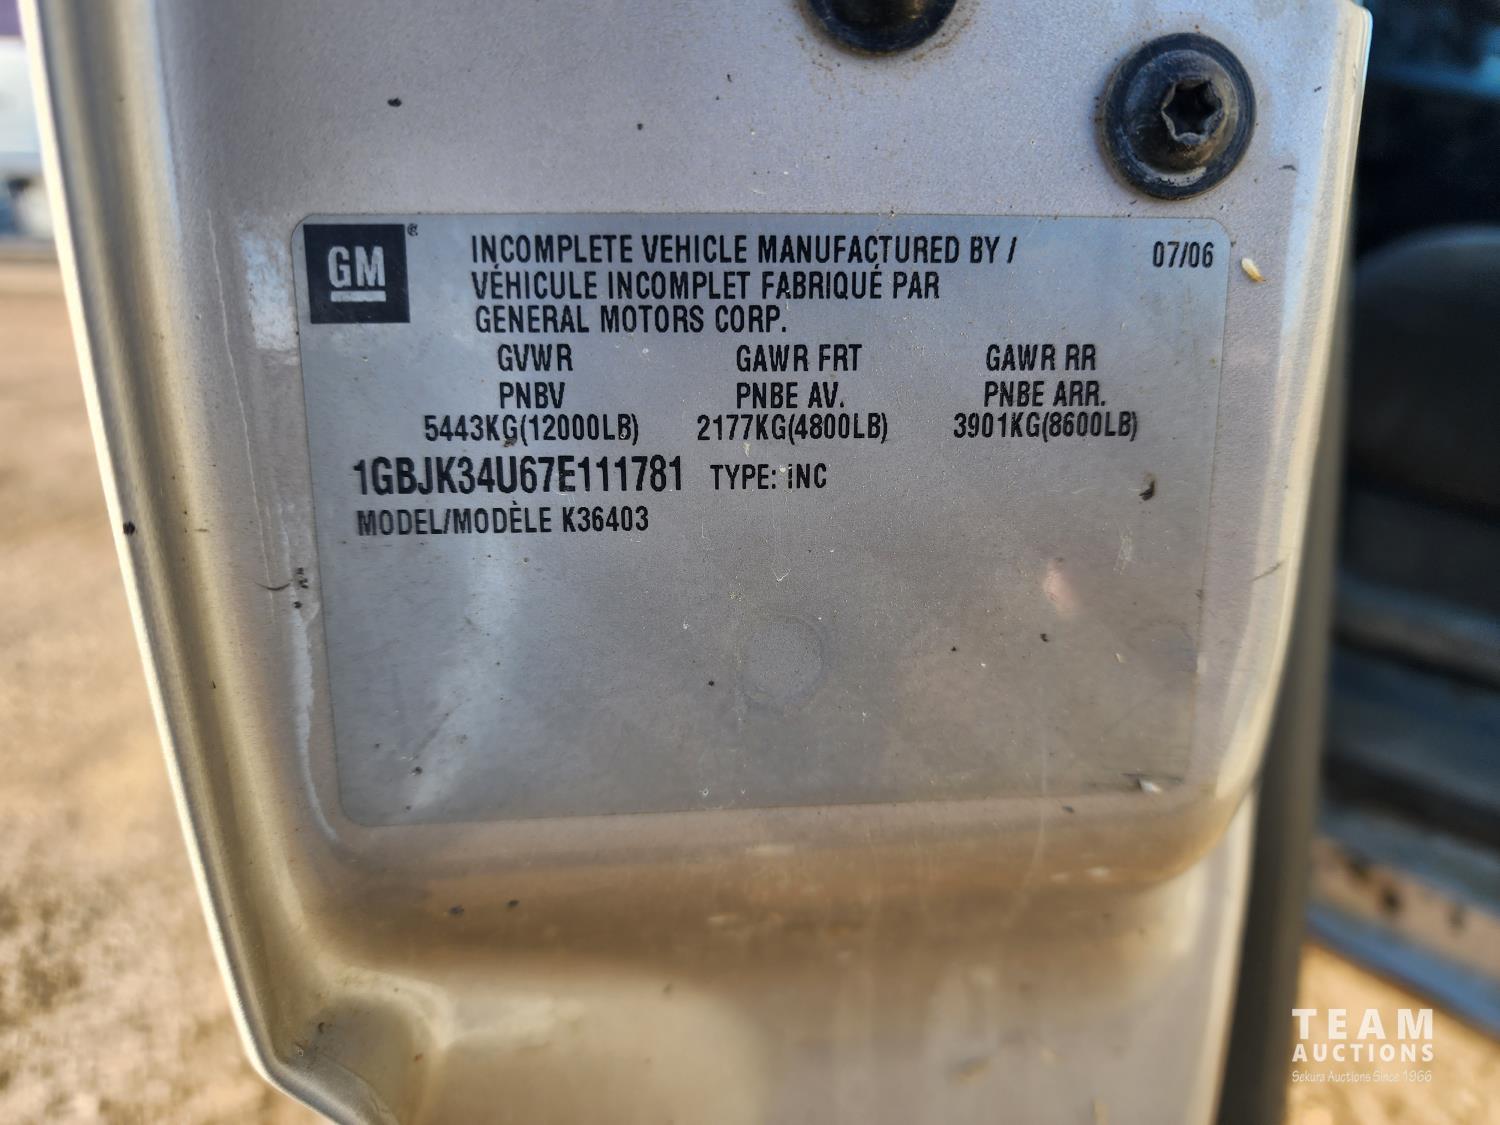 GM®
INCOMPLETE VEHICLE MANUFACTURED BY / 07/06
VÉHICULE INCOMPLET FABRIQUÉ PAR
GENERAL MOTORS CORP.
GVWR GAWR FRT GAWR RR
PNBV PNBE AV. PNBE ARR.
5443KG(12000LB) 2177KG(4800LB) 3901KG(8600LB)
1GBJK34U67E111781 TYPE: INC
MODEL/MODÈLE K36403
TEAM
AUCTIONS
Sekura Auctions Since 1966